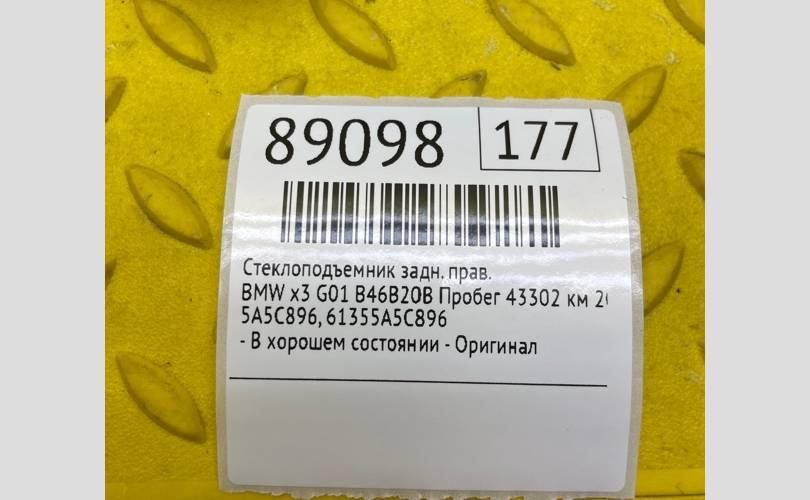 89098 177
Стеклоподъемник задн. прав.
BMW x3 G01 B46B20B Пробег 43302 км
5A5C896, 61355A5C896
- В хорошем состоянии - Оригинал